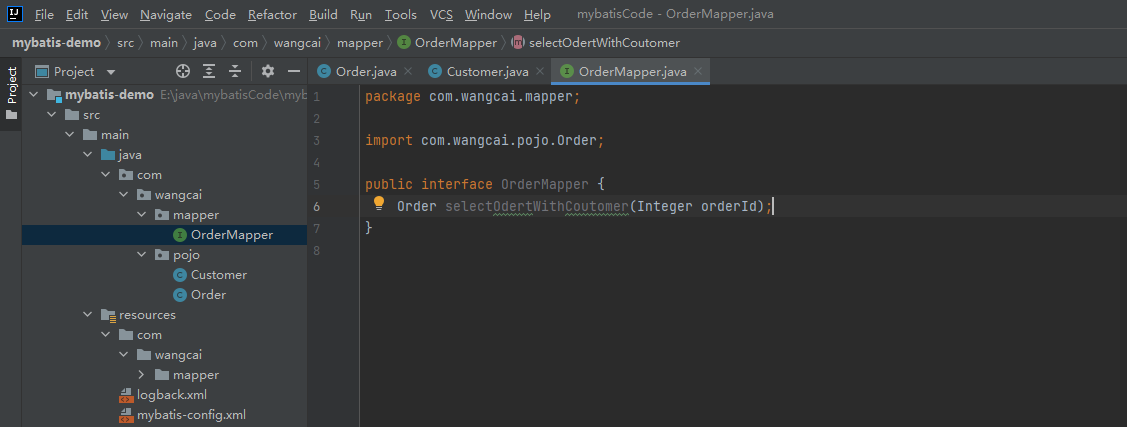 File Edit View Navigate Code Refactor Build Run Tools VCS Window Help mybatisCode - OrderMapper.java
mybatis-demo src main java com wangcai mapper OrderMapper selectOdertWithCoutomer
Project
Project
Order.java Customer.java OrderMapper.java
mybatis-demo E:\java\mybatisCode\myb
src
main
java
com
wangcai
mapper
OrderMapper
pojo
Customer
Order
resources
com
wangcai
mapper
logback.xml
mybatis-config.xml
1 package com.wangcai.mapper;
2
3 import com.wangcai.pojo.Order;
4
5 public interface OrderMapper {
6 Order selectOdertWithCoutomer(Integer orderId);
7 }
8